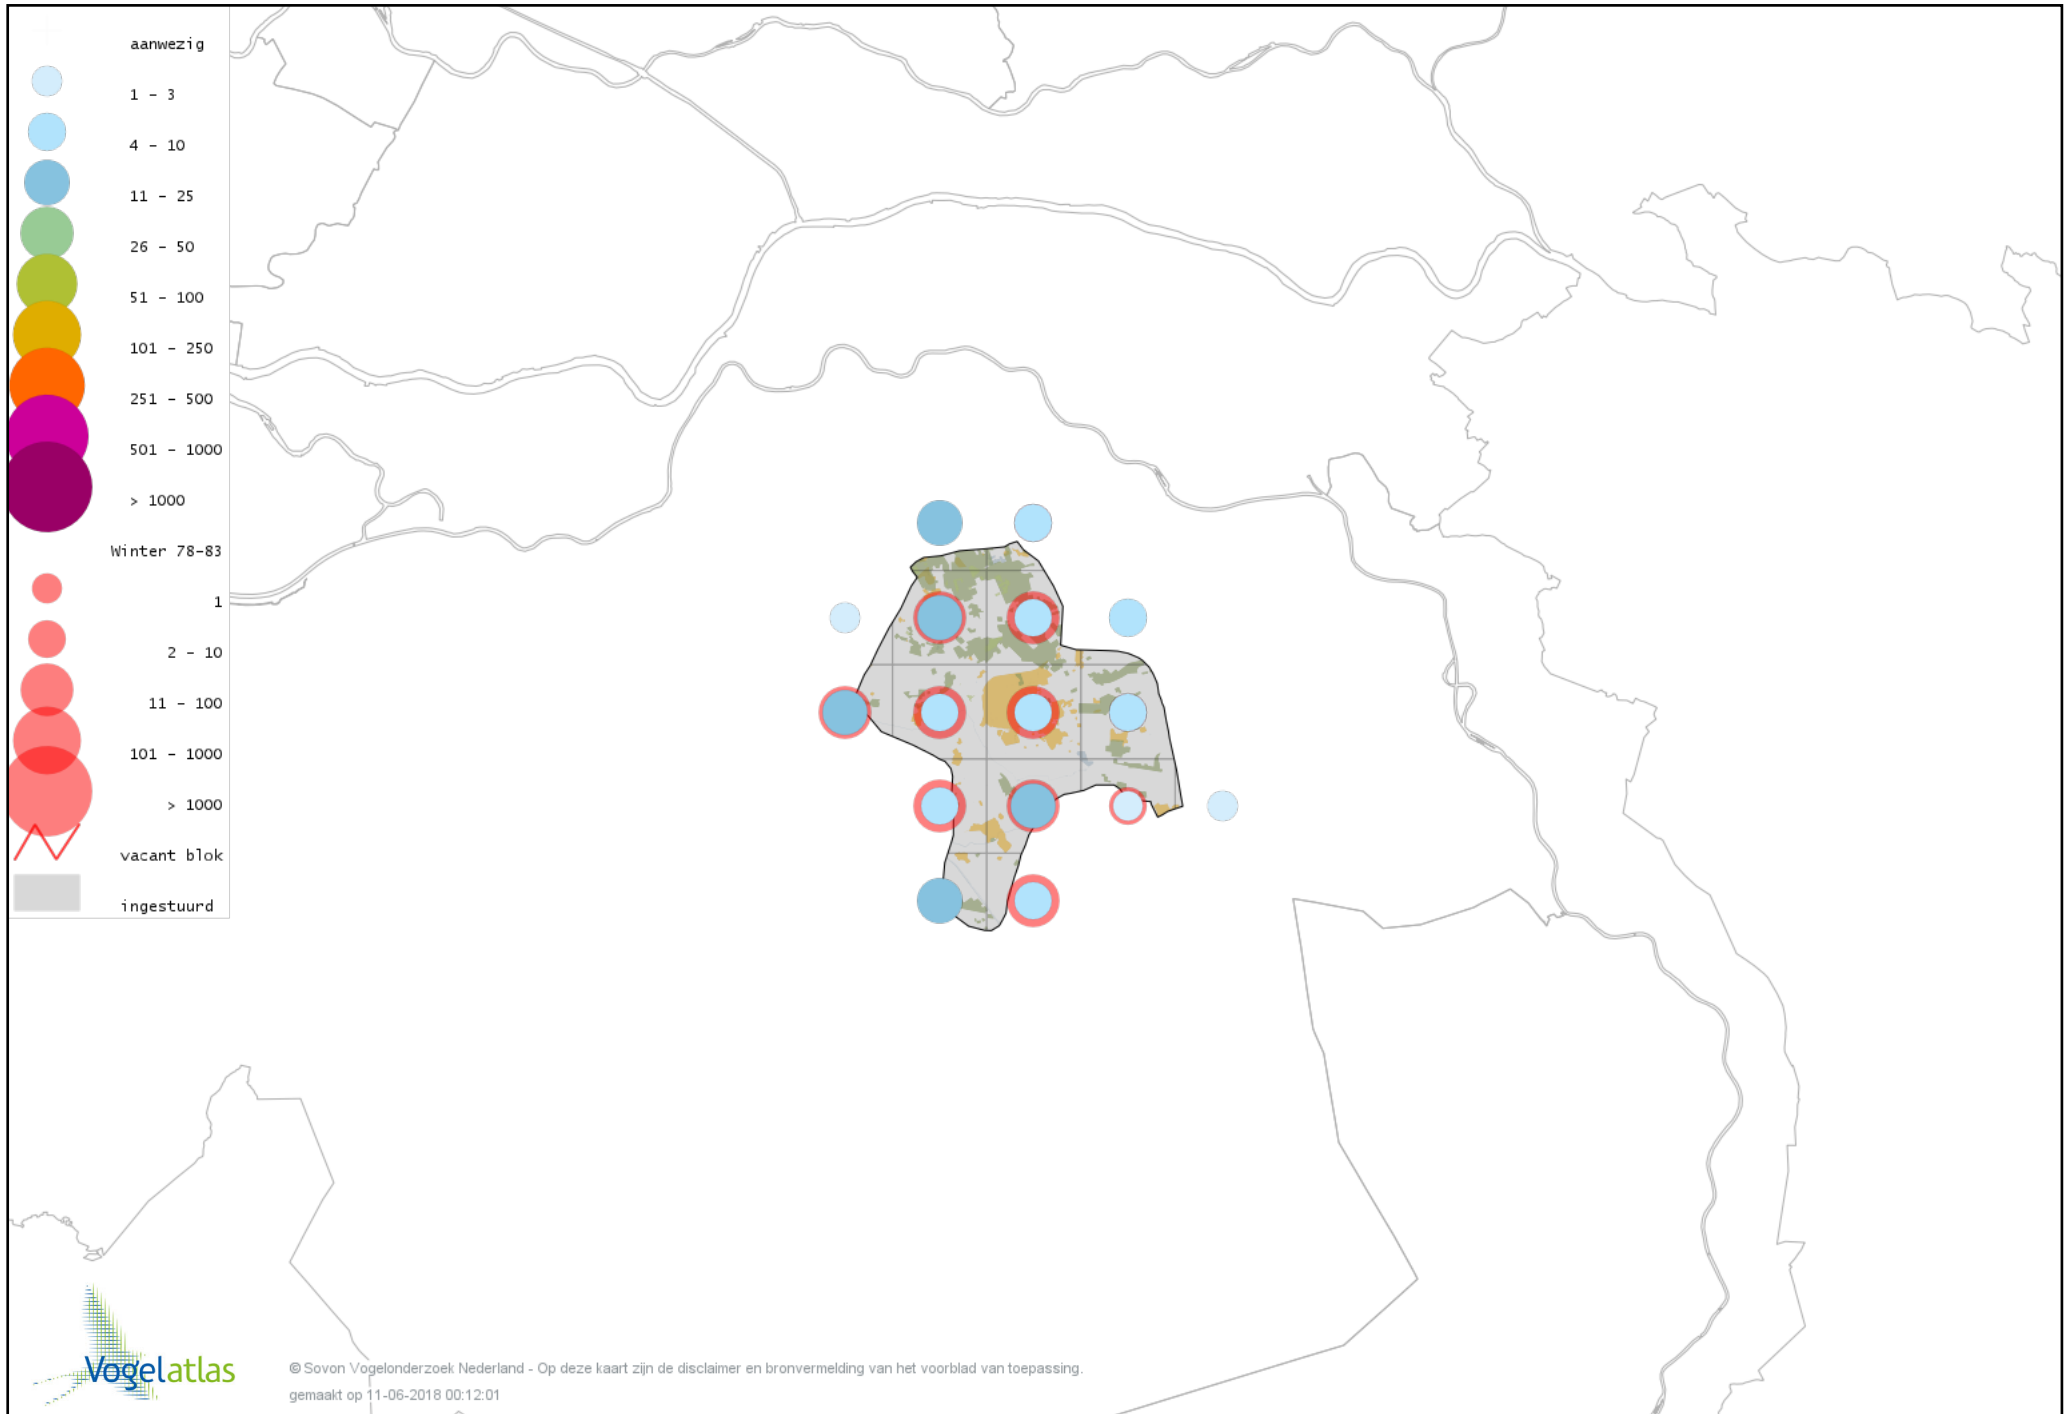 aanwezig
1 - 3
4 - 10
11 - 25
26 - 50
51 - 100
101 - 250
251 - 500
501 - 1000
> 1000
Winter 78-83
1
2 - 10
11 - 100
101 - 1000
> 1000
vacant blok
ingestuurd
Vogelatlas
© Sovon Vogelonderzoek Nederland - Op deze kaart zijn de disclaimer en bronvermelding van het voorblad van toepassing.
gemaakt op 11-06-2018 00:12:01